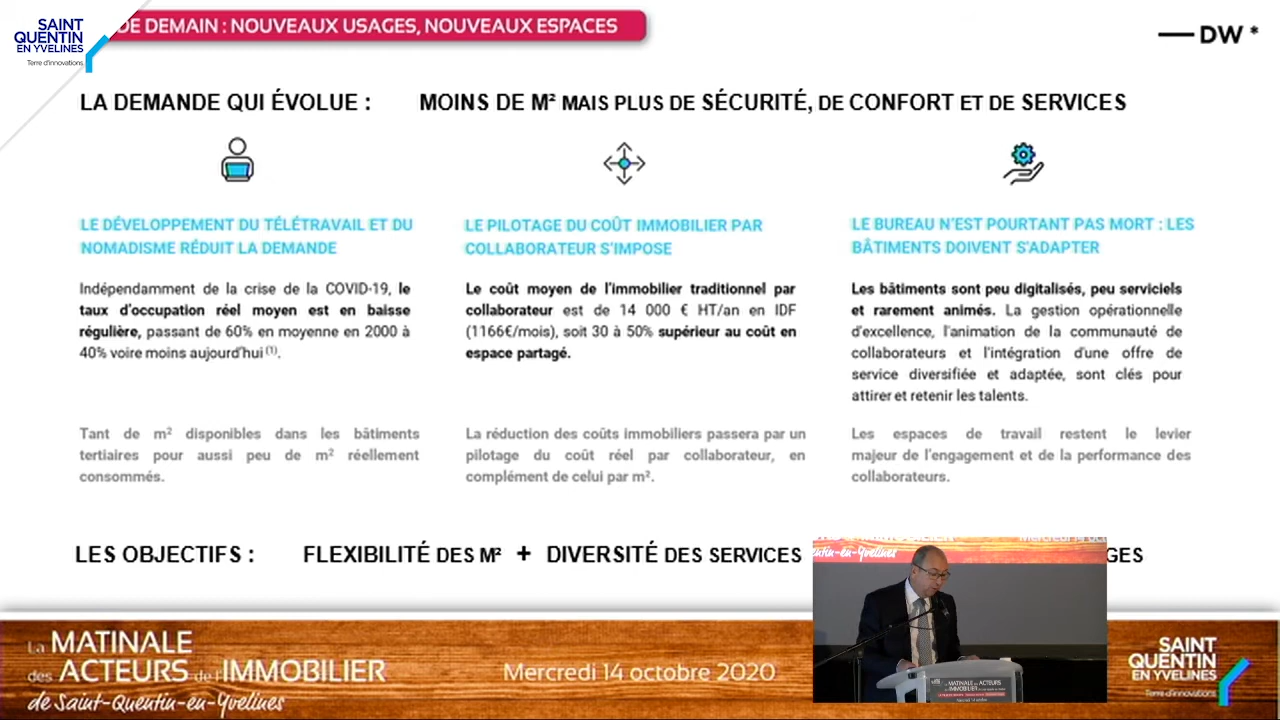 SAINT
QUENTIN
EN YVELINES
Terre d'innovations
DE DEMAIN : NOUVEAUX USAGES, NOUVEAUX ESPACES
DW *
LA DEMANDE QUI ÉVOLUE : MOINS DE M² MAIS PLUS DE SÉCURITÉ, DE CONFORT ET DE SERVICES
LE DÉVELOPPEMENT DU TÉLÉTRAVAIL ET DU
NOMADISME RÉDUIT LA DEMANDE
Indépendamment de la crise de la COVID-19, le
taux d'occupation réel moyen est en baisse
régulière, passant de 60% en moyenne en 2000 à
40% voire moins aujourd'hui (1).
Tant de m² disponibles dans les bâtiments
tertiaires pour aussi peu de m² réellement
consommés.
LE PILOTAGE DU COÛT IMMOBILIER PAR
COLLABORATEUR S'IMPOSE
Le coût moyen de l'immobilier traditionnel par
collaborateur est de 14 000 € HT/an en IDF
(1166€/mois), soit 30 à 50% supérieur au coût en
espace partagé.
La réduction des coûts immobiliers passera par un
pilotage du coût réel par collaborateur, en
complément de celui par m².
LE BUREAU N'EST POURTANT PAS MORT : LES
BÂTIMENTS DOIVENT S'ADAPTER
Les bâtiments sont peu digitalisés, peu serviciels
et rarement animés. La gestion opérationnelle
d'excellence, l'animation de la communauté de
collaborateurs et l'intégration d'une offre de
service diversifiée et adaptée, sont clés pour
attirer et retenir les talents.
Les espaces de travail restent le levier
majeur de l'engagement et de la performance des
collaborateurs.
LES OBJECTIFS : FLEXIBILITÉ DES M² + DIVERSITÉ DES SERVICES
GES
La MATINALE
des ACTEURS de l'IMMOBILIER
de Saint-Quentin-en-Yvelines
Mercredi 14 octobre 2020
MATINALE des ACTEURS
IMMOBILIER
SAINT
QUENTIN
EN YVELINES
Terre d'innovations